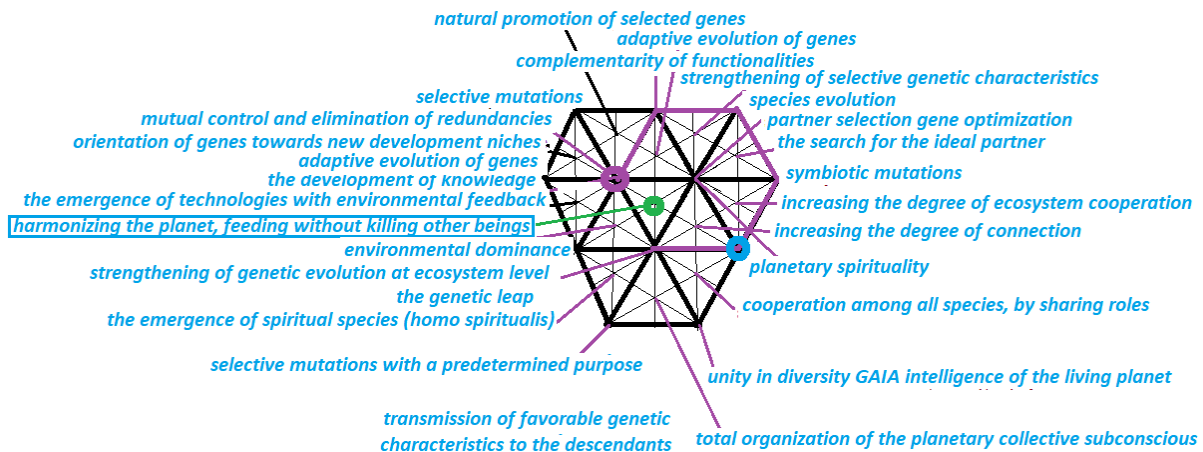 natural promotion of selected genes
adaptive evolution of genes
complementarity of functionalities
strengthening of selective genetic characteristics
selective mutations
species evolution
mutual control and elimination of redundancies
partner selection gene optimization
orientation of genes towards new development niches
the search for the ideal partner
adaptive evolution of genes
the development of knowledge
symbiotic mutations
the emergence of technologies with environmental feedback
increasing the degree of ecosystem cooperation
harmonizing the planet, feeding without killing other beings
increasing the degree of connection
environmental dominance
planetary spirituality
strengthening of genetic evolution at ecosystem level
the genetic leap
cooperation among all species, by sharing roles
the emergence of spiritual species (homo spiritualis)
selective mutations with a predetermined purpose
unity in diversity GAIA intelligence of the living planet
transmission of favorable genetic
characteristics to the descendants
total organization of the planetary collective subconscious